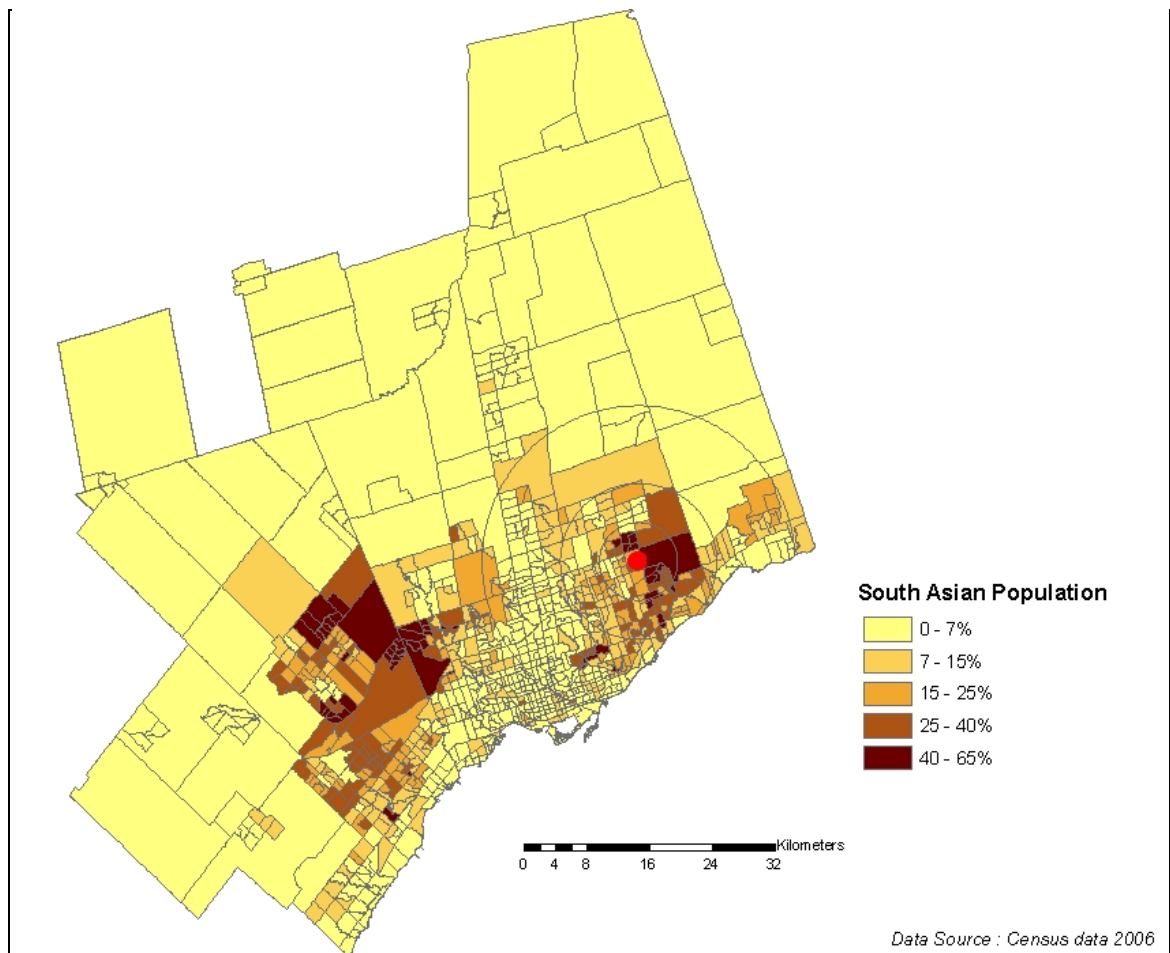 South Asian Population
0 - 7%
7 - 15%
15 - 25%
25 - 40%
40 - 65%
Kilometers
0 4 8 16 24 32
Data Source : Census data 2006